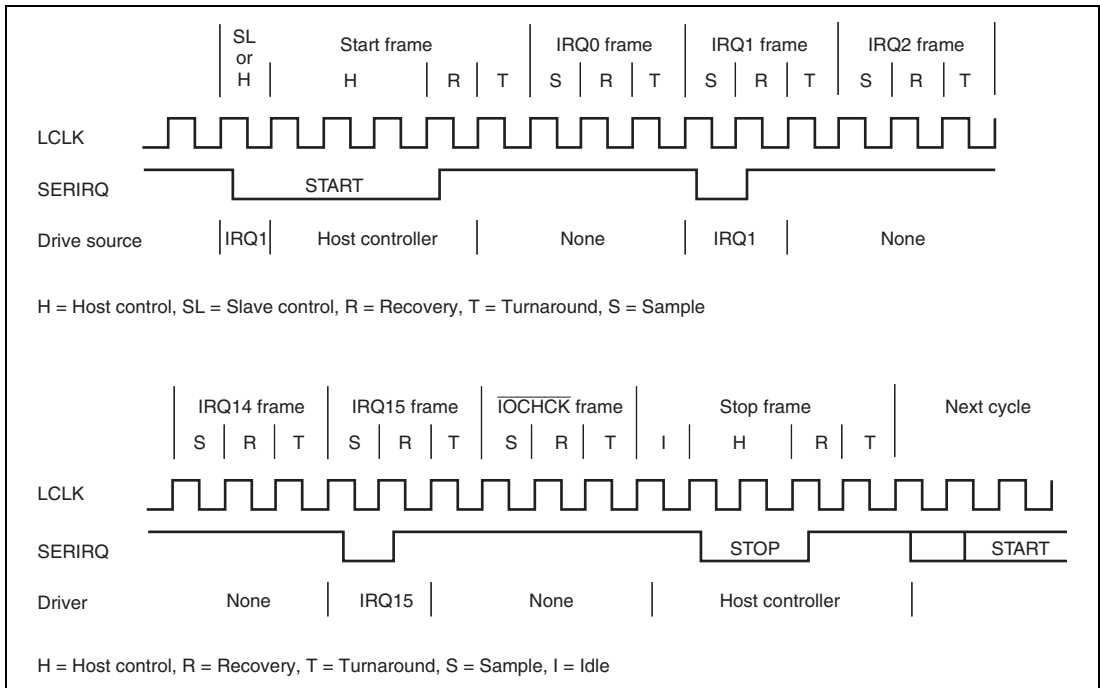 SL
or
H
Start frame
IRQ0 frame
IRQ1 frame
IRQ2 frame
H R T S R T S R T S R T
LCLK
SERIRQ
START
Drive source
IRQ1 Host controller None IRQ1 None
H = Host control, SL = Slave control, R = Recovery, T = Turnaround, S = Sample
IRQ14 frame IRQ15 frame IOCHCK frame Stop frame Next cycle
S R T S R T S R T I H R T
LCLK
SERIRQ
STOP START
Driver None IRQ15 None Host controller
H = Host control, R = Recovery, T = Turnaround, S = Sample, I = Idle